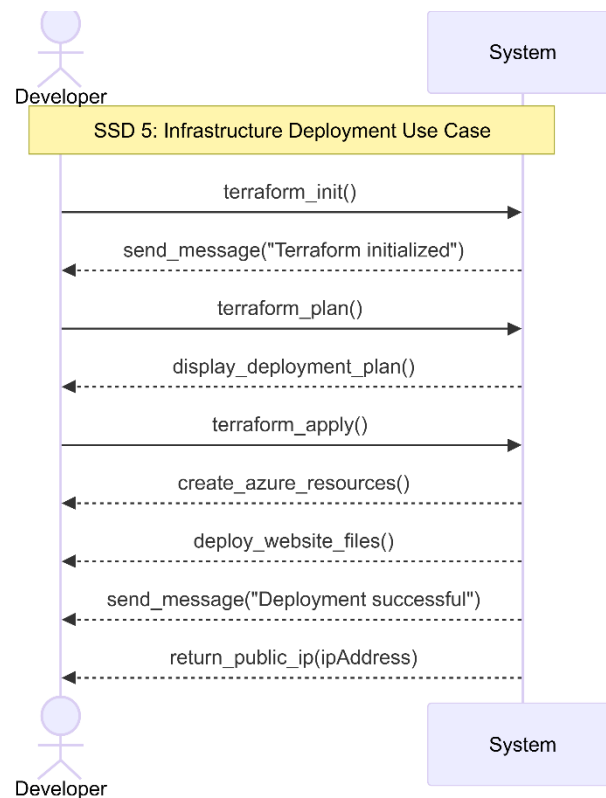 System
Developer
SSD 5: Infrastructure Deployment Use Case
terraform_init()
send_message("Terraform initialized")
terraform_plan()
display_deployment_plan()
terraform_apply()
create_azure_resources()
deploy_website_files()
send_message("Deployment successful")
return_public_ip(ipAddress)
System
Developer